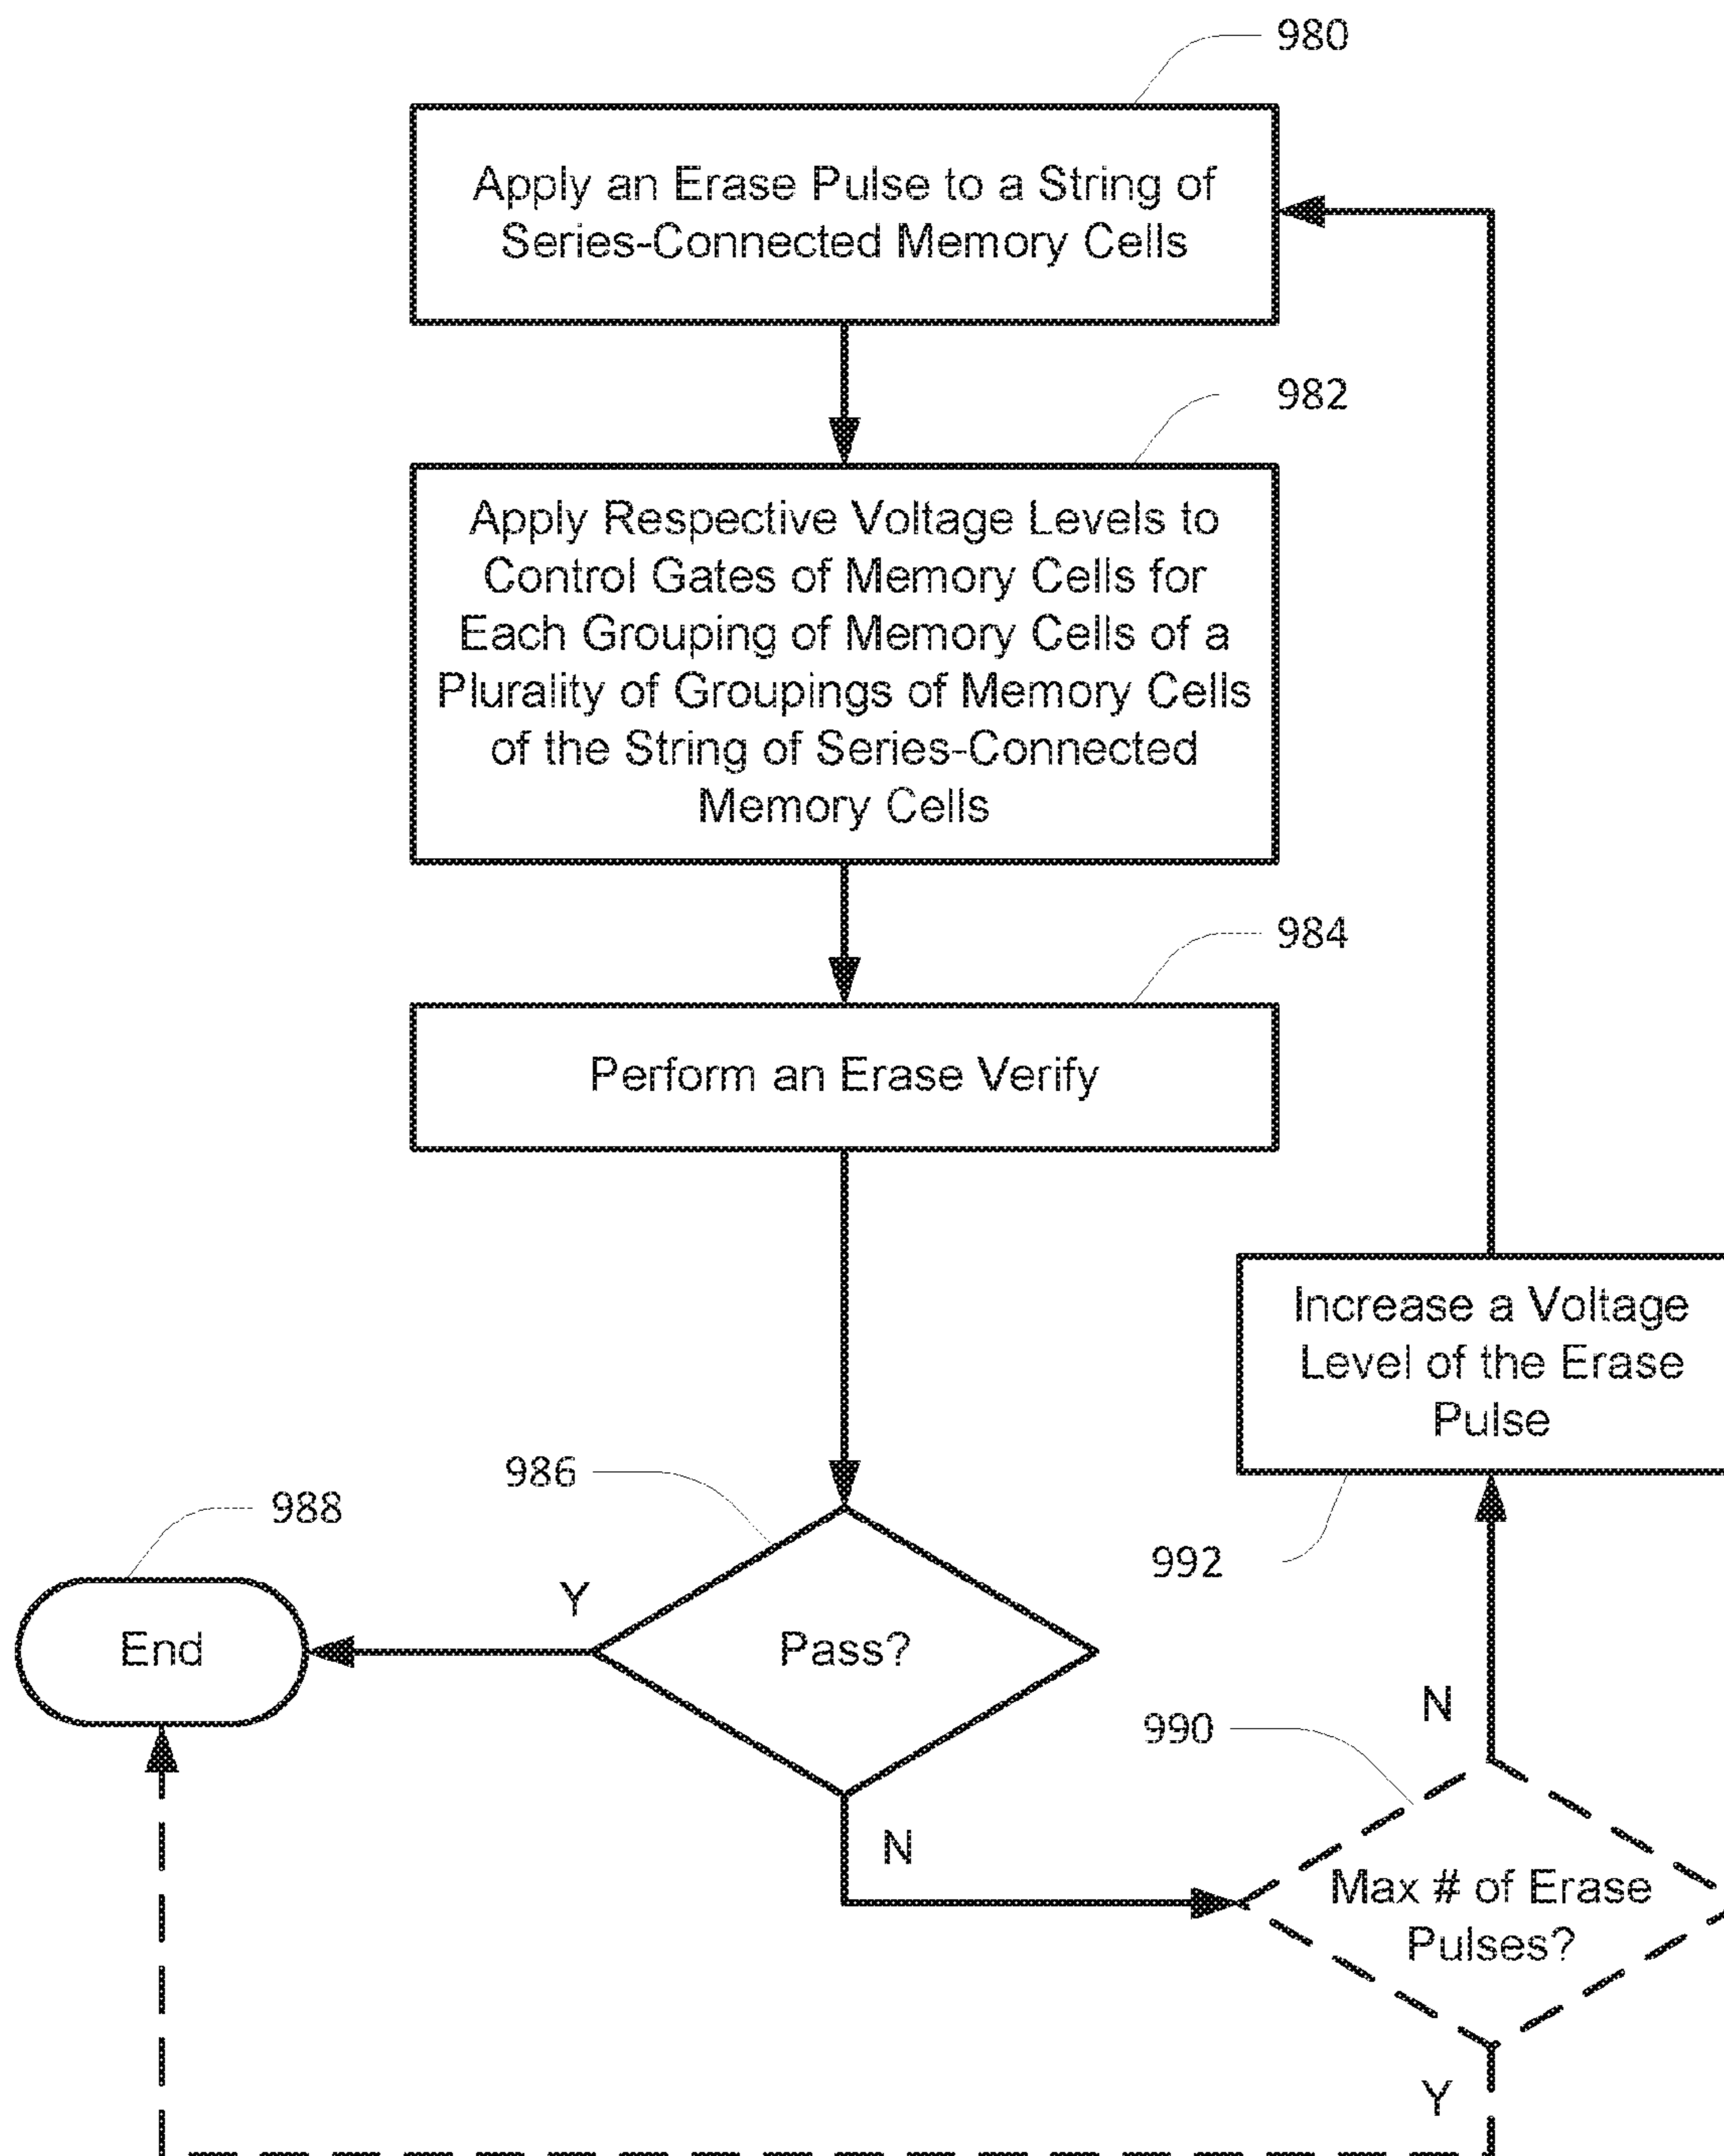 980
Apply an Erase Pulse to a String of
Series-Connected Memory Cells
982
Apply Respective Voltage Levels to
Control Gates of Memory Cells for
Each Grouping of Memory Cells of a
Plurality of Groupings of Memory Cells
of the String of Series-Connected
Memory Cells
984
Perform an Erase Verify
Increase a Voltage
Level of the Erase
Pulse
992
986
988
Y
End
Pass?
N
990
N
Max # of Erase
Pulses?
Y